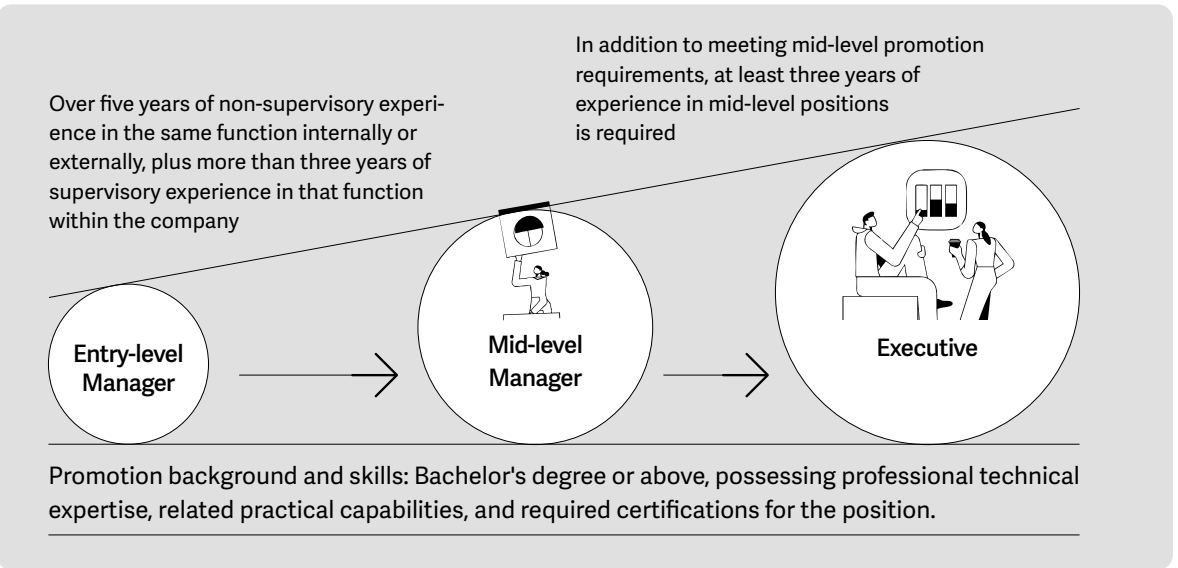 In addition to meeting mid-level promotion
requirements, at least three years of
experience in mid-level positions
is required
Over five years of non-supervisory experi-
ence in the same function internally or
externally, plus more than three years of
supervisory experience in that function
within the company
Entry-level
Manager
Mid-level
Manager
Executive
Promotion background and skills: Bachelor's degree or above, possessing professional technical
expertise, related practical capabilities, and required certifications for the position.